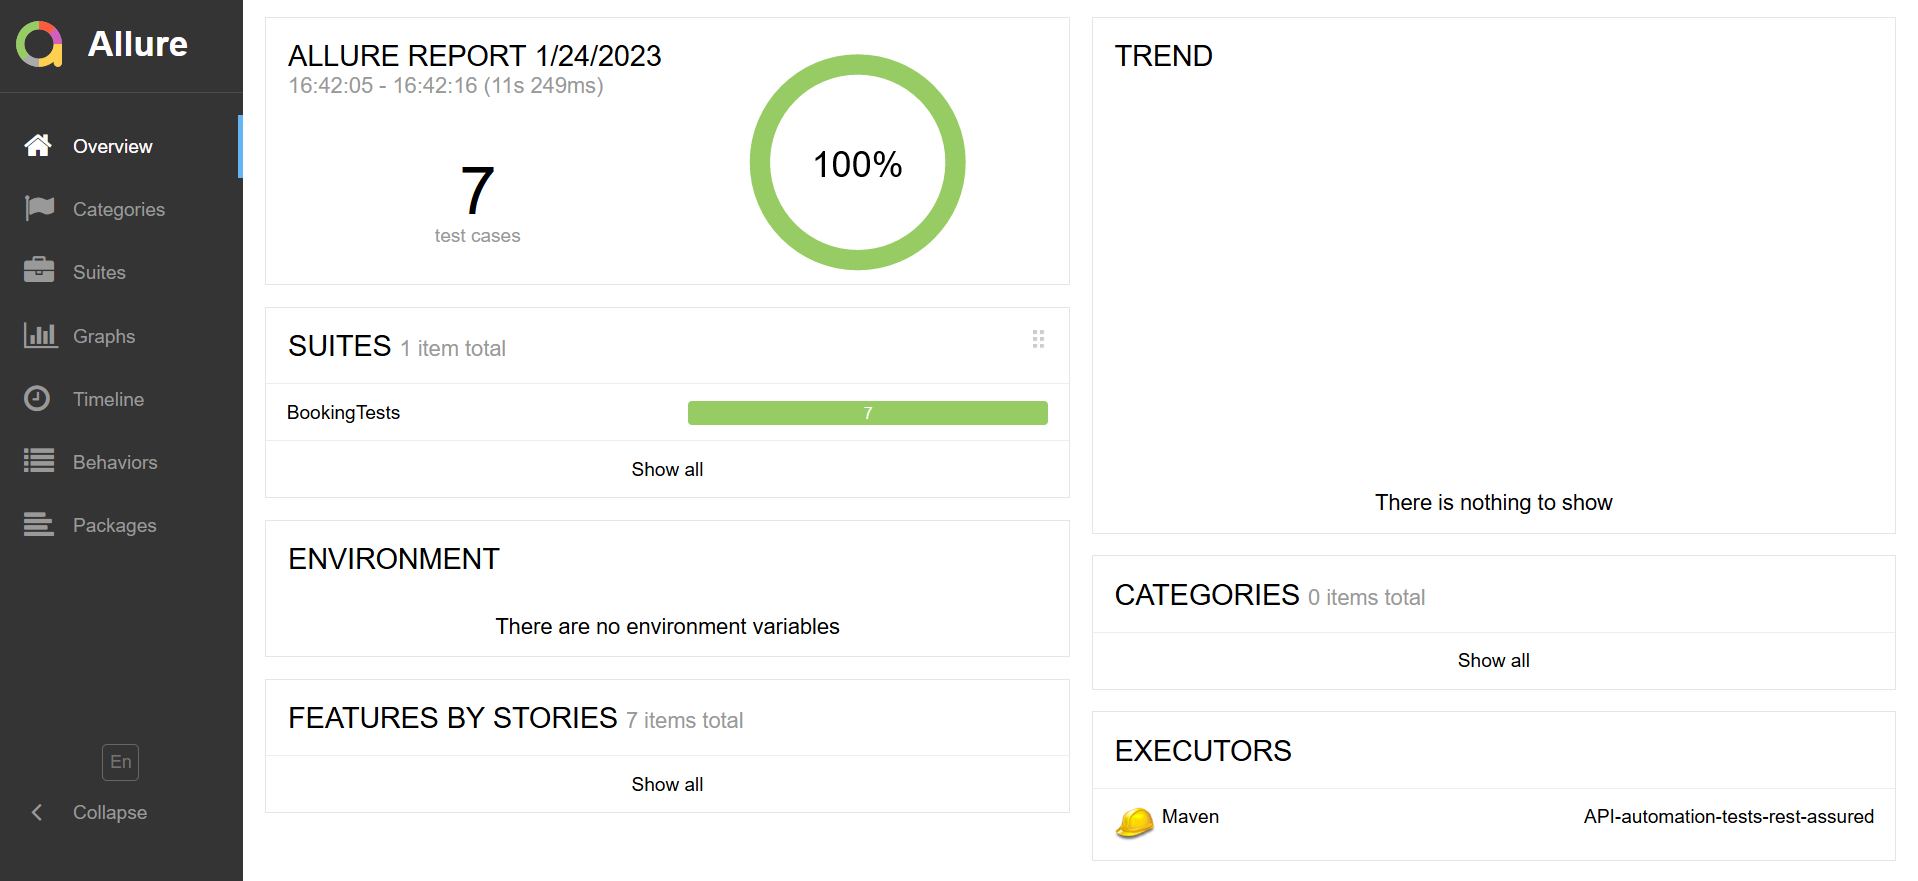 Allure
Overview
Categories
Suites
Graphs
Timeline
Behaviors
Packages
En
Collapse
ALLURE REPORT 1/24/2023
16:42:05 - 16:42:16 (11s 249ms)
7
test cases
100%
SUITES 1 item total
BookingTests 7
Show all
ENVIRONMENT
There are no environment variables
FEATURES BY STORIES 7 items total
Show all
TREND
There is nothing to show
CATEGORIES 0 items total
Show all
EXECUTORS
Maven API-automation-tests-rest-assured